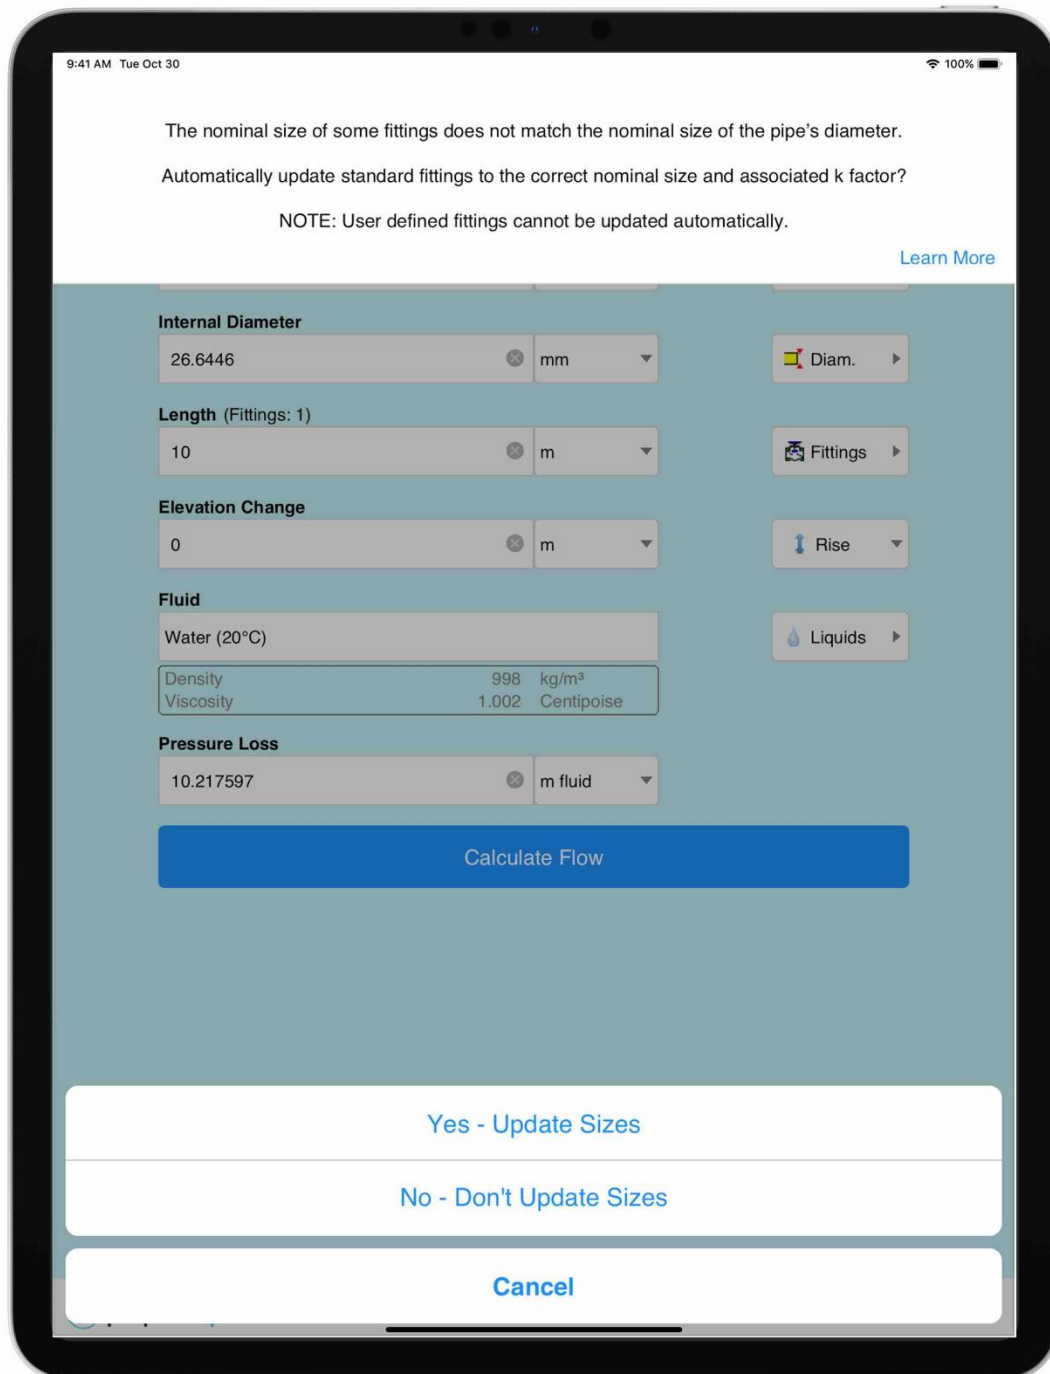 9:41 AM Tue Oct 30
100%
The nominal size of some fittings does not match the nominal size of the pipe's diameter.
Automatically update standard fittings to the correct nominal size and associated k factor?
NOTE: User defined fittings cannot be updated automatically.
Learn More
Internal Diameter
26.6446 mm Diam.
Length (Fittings: 1)
10 m Fittings
Elevation Change
0 m Rise
Fluid
Water (20°C) Liquids
Density 998 kg/m³
Viscosity 1.002 Centipoise
Pressure Loss
10.217597 m fluid
Calculate Flow
Yes - Update Sizes
No - Don't Update Sizes
Cancel